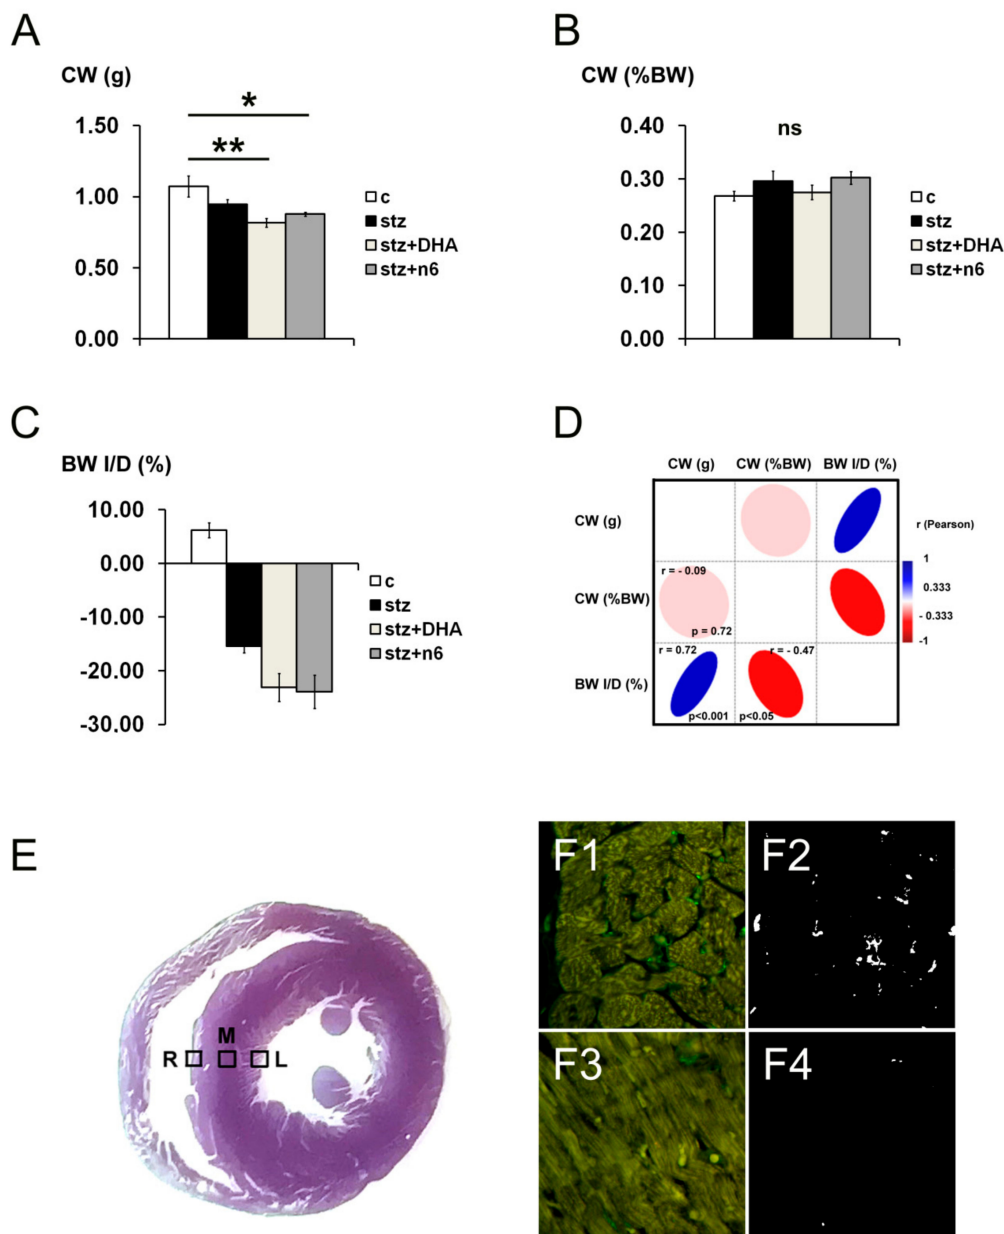 A
CW (g)
*
**
1.50
1.00
0.50
0.00
c
stz
stz+DHA
stz+n6
B
CW (%BW)
ns
0.40
0.30
0.20
0.00
c
stz
stz+DHA
stz+n6
C
BW I/D (%)
10.00
0.00
-10.00
-20.00
-30.00
c
stz
stz+DHA
stz+n6
D
CW (g) CW (%BW) BW I/D (%)
CW (g)
CW (%BW)
BW I/D (%)
r = - 0.09
p = 0.72
r = 0.72
p<0.001
r = - 0.47
p<0.05
r (Pearson)
1
0.333
- 0.333
-1
E
R
M
L
F1
F2
F3
F4